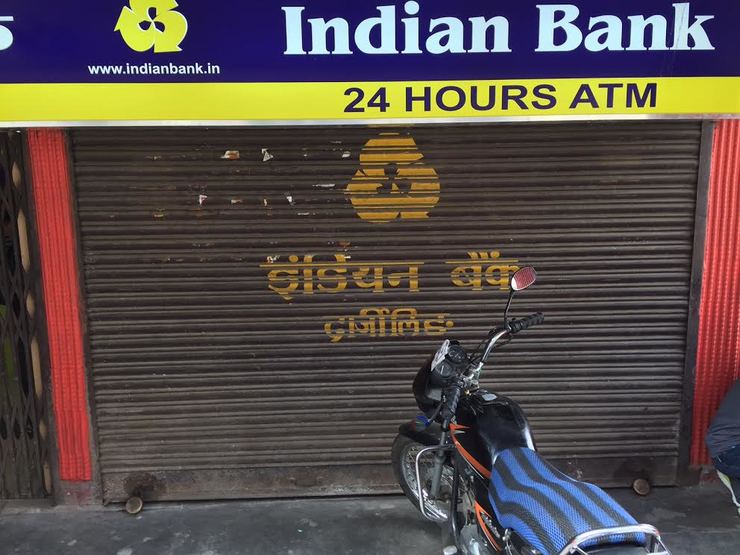 Indian Bank
www.indianbank.in
24 HOURS ATM
इंडियन बैंक
दार्जीलिङ